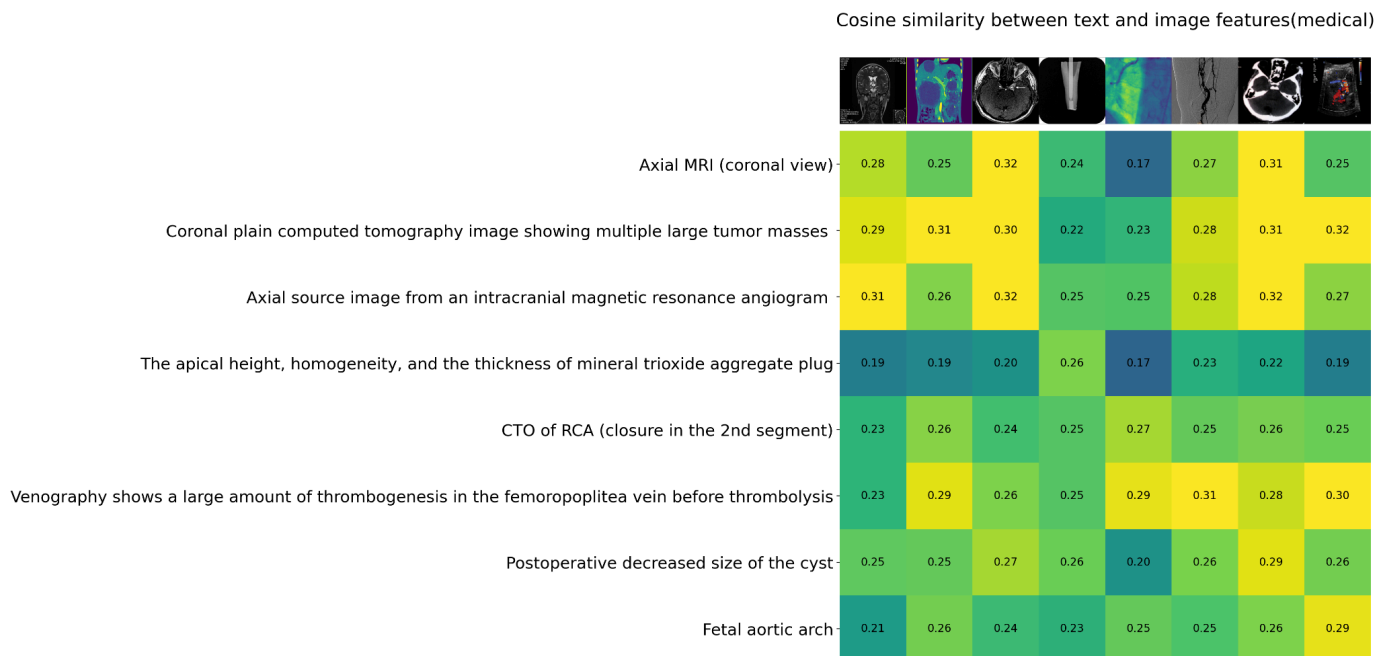 Cosine similarity between text and image features(medical)
Axial MRI (coronal view) 0.28 0.25 0.32 0.24 0.17 0.27 0.31 0.25
Coronal plain computed tomography image showing multiple large tumor masses 0.29 0.31 0.30 0.22 0.23 0.28 0.31 0.32
Axial source image from an intracranial magnetic resonance angiogram 0.31 0.26 0.32 0.25 0.25 0.28 0.32 0.27
The apical height, homogeneity, and the thickness of mineral trioxide aggregate plug 0.19 0.19 0.20 0.26 0.17 0.23 0.22 0.19
CTO of RCA (closure in the 2nd segment) 0.23 0.26 0.24 0.25 0.27 0.25 0.26 0.25
Venography shows a large amount of thrombogenesis in the femoropoplitea vein before thrombolysis 0.23 0.29 0.26 0.25 0.29 0.31 0.28 0.30
Postoperative decreased size of the cyst 0.25 0.25 0.27 0.26 0.20 0.26 0.29 0.26
Fetal aortic arch 0.21 0.26 0.24 0.23 0.25 0.25 0.26 0.29